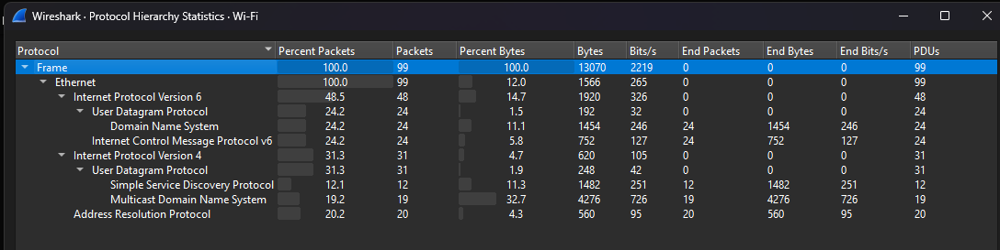 Wireshark · Protocol Hierarchy Statistics · Wi-Fi
Protocol Percent Packets Packets Percent Bytes Bytes Bits/s End Packets End Bytes End Bits/s PDUs
Frame 100.0 99 100.0 13070 2219 0 0 0 99
Ethernet 100.0 99 12.0 1566 265 0 0 0 99
Internet Protocol Version 6 48.5 48 14.7 1920 326 0 0 0 48
User Datagram Protocol 24.2 24 1.5 192 32 0 0 0 24
Domain Name System 24.2 24 11.1 1454 246 24 1454 246 24
Internet Control Message Protocol v6 24.2 24 5.8 752 127 24 752 127 24
Internet Protocol Version 4 31.3 31 4.7 620 105 0 0 0 31
User Datagram Protocol 31.3 31 1.9 248 42 0 0 0 31
Simple Service Discovery Protocol 12.1 12 11.3 1482 251 12 1482 251 12
Multicast Domain Name System 19.2 19 32.7 4276 726 19 4276 726 19
Address Resolution Protocol 20.2 20 4.3 560 95 20 560 95 20